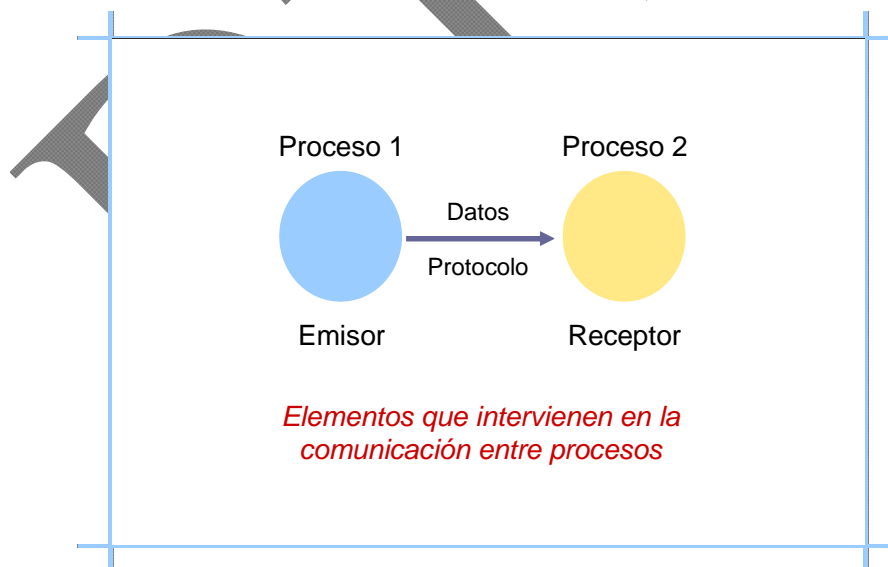 Proceso 1
Proceso 2
Datos
Protocolo
Emisor
Receptor
Elementos que intervienen en la
comunicación entre procesos